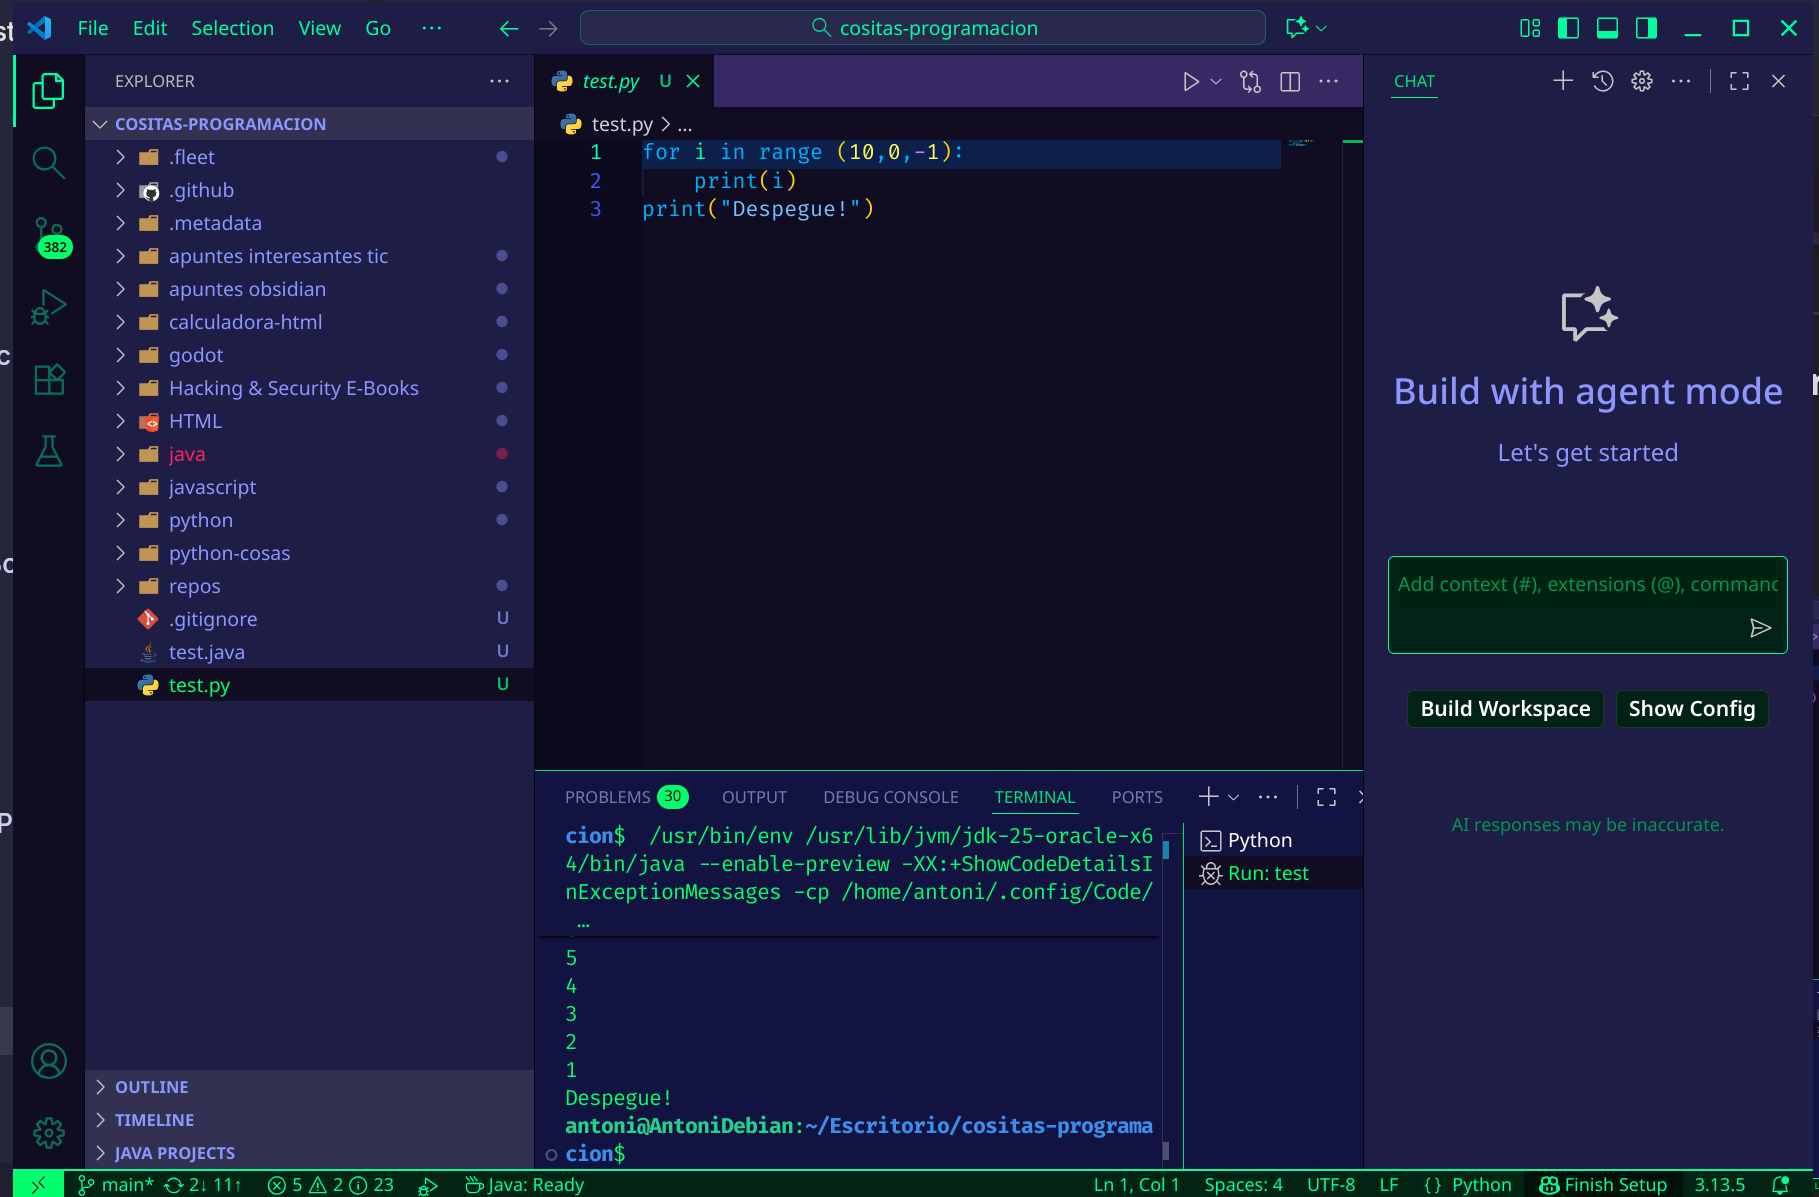 File Edit Selection View Go ··· cositas-programacion
EXPLORER
COSITAS-PROGRAMACION
.fleet
.github
.metadata
apuntes interesantes tic
apuntes obsidian
calculadora-html
godot
Hacking & Security E-Books
HTML
java
javascript
python
python-cosas
repos
.gitignore U
test.java U
test.py U
OUTLINE
TIMELINE
JAVA PROJECTS
382
test.py U
test.py > ...
1 for i in range (10,0,-1):
2     print(i)
3 print("Despegue!")
PROBLEMS 30 OUTPUT DEBUG CONSOLE TERMINAL PORTS
cion$  /usr/bin/env /usr/lib/jvm/jdk-25-oracle-x6
4/bin/java --enable-preview -XX:+ShowCodeDetailsI
nExceptionMessages -cp /home/antoni/.config/Code/
…
5
4
3
2
1
Despegue!
antoni@AntoniDebian:~/Escritorio/cositas-programa
cion$
Python
Run: test
CHAT
Build with agent mode
Let's get started
Add context (#), extensions (@), command
Build Workspace Show Config
AI responses may be inaccurate.
main* 2↓ 11↑ 5 2 23 Java: Ready Ln 1, Col 1 Spaces: 4 UTF-8 LF {} Python Finish Setup 3.13.5